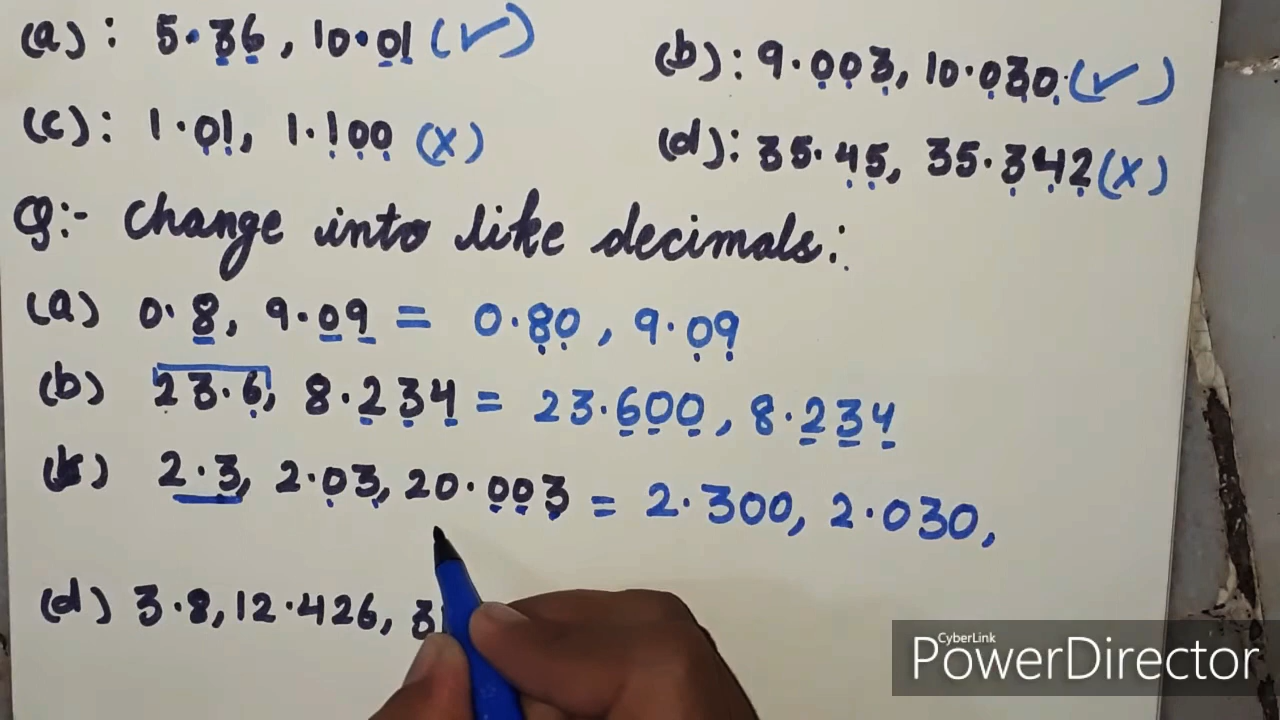 (a): 5.36, 10.01 (✓)
(b): 9.003, 10.030 (✓)
(c): 1.01, 1.100 (x)
(d): 35.45, 35.342 (x)
Q:- Change into like decimals:
(a) 0.8, 9.09 = 0.80, 9.09
(b) 23.6, 8.234 = 23.600, 8.234
2.3, 2.03, 20.003 = 2.300, 2.030,
(d) 3.8, 12.426, 3
CyberLink
PowerDirector